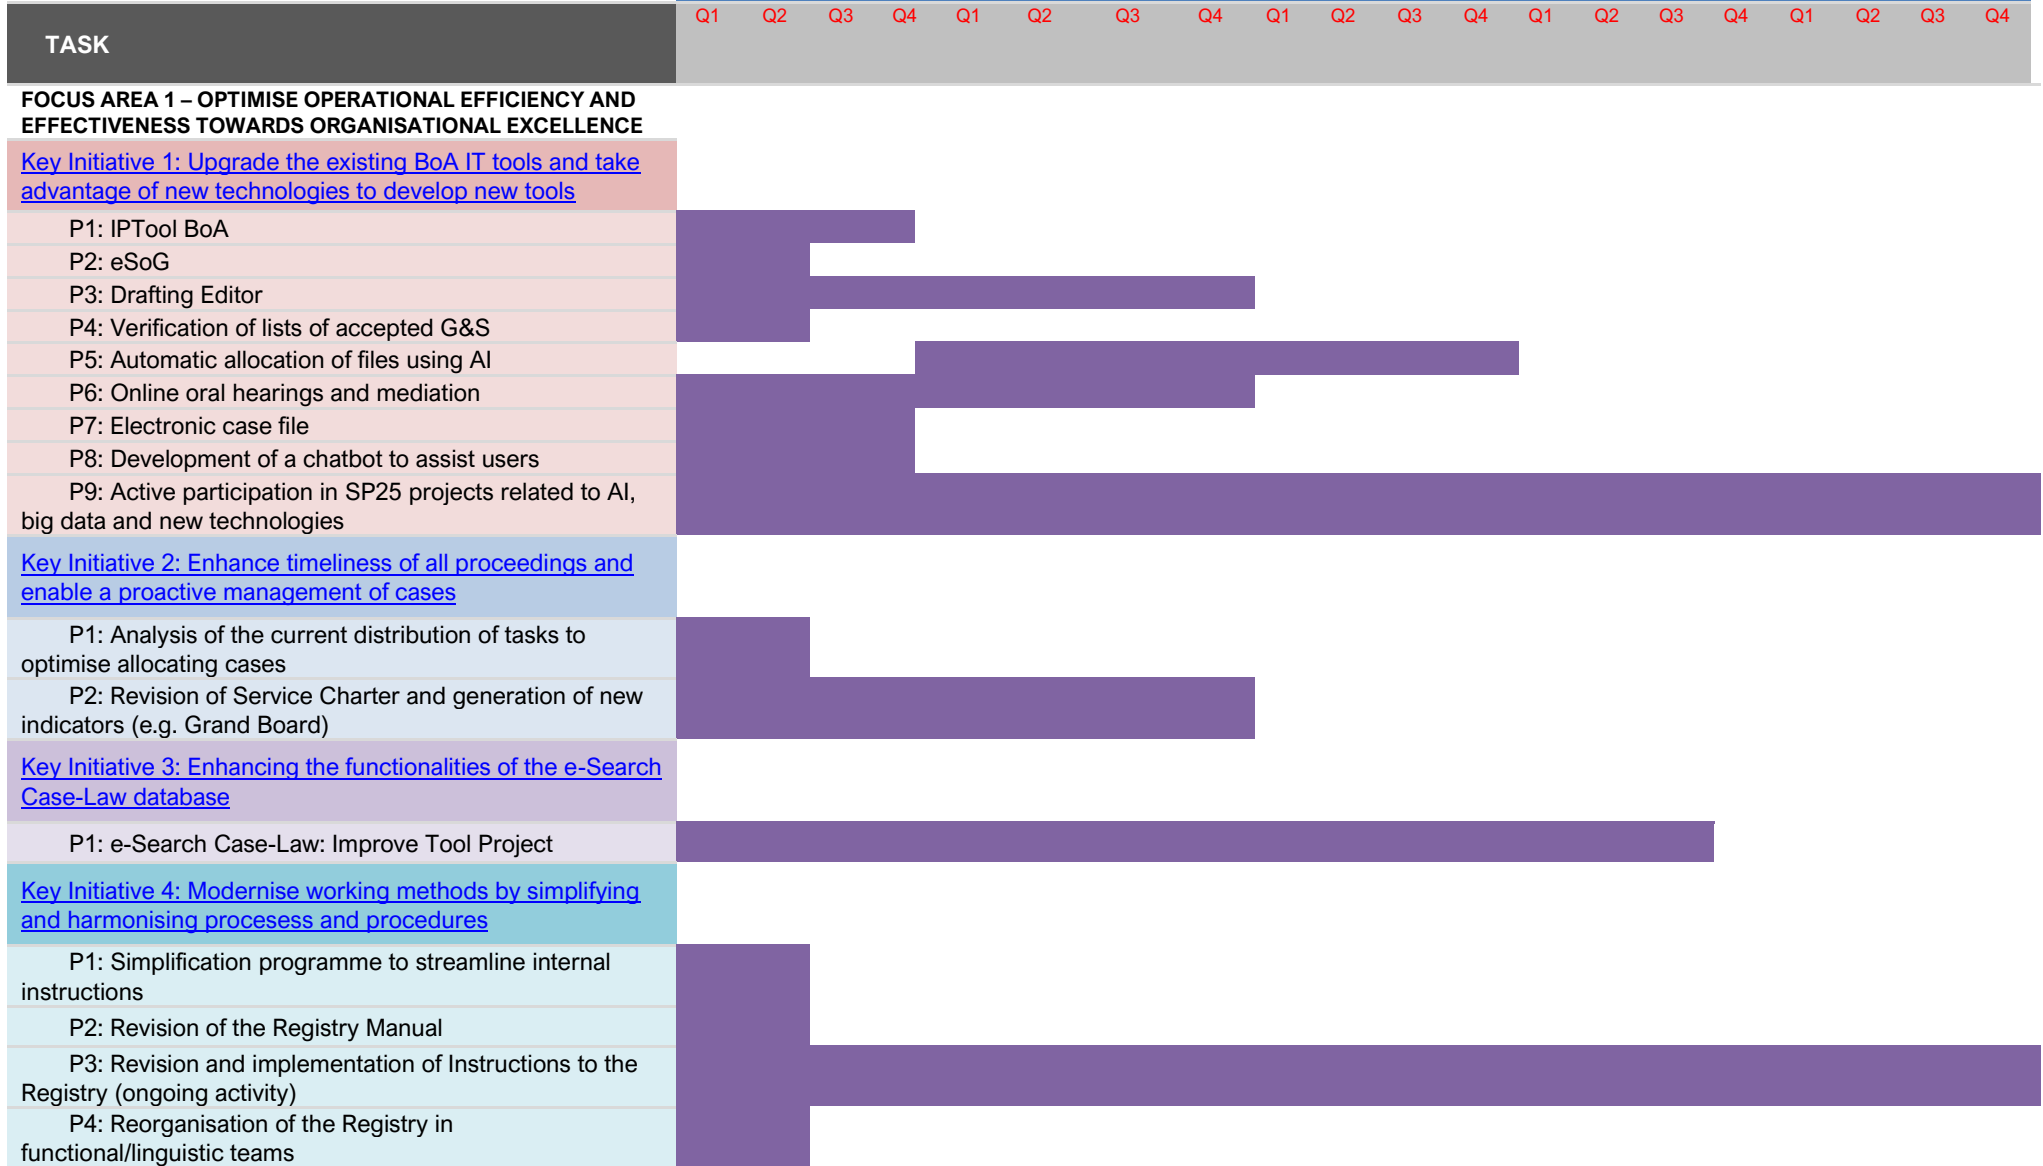 Q1 Q2 Q3 Q4 Q1 Q2 Q3 Q4 Q1 Q2 Q3 Q4 Q1 Q2 Q3 Q4 Q1 Q2 Q3 Q4
TASK
FOCUS AREA 1 – OPTIMISE OPERATIONAL EFFICIENCY AND
EFFECTIVENESS TOWARDS ORGANISATIONAL EXCELLENCE
Key Initiative 1: Upgrade the existing BoA IT tools and take
advantage of new technologies to develop new tools
P1: IPTool BoA
P2: eSoG
P3: Drafting Editor
P4: Verification of lists of accepted G&S
P5: Automatic allocation of files using AI
P6: Online oral hearings and mediation
P7: Electronic case file
P8: Development of a chatbot to assist users
P9: Active participation in SP25 projects related to AI,
big data and new technologies
Key Initiative 2: Enhance timeliness of all proceedings and
enable a proactive management of cases
P1: Analysis of the current distribution of tasks to
optimise allocating cases
P2: Revision of Service Charter and generation of new
indicators (e.g. Grand Board)
Key Initiative 3: Enhancing the functionalities of the e-Search
Case-Law database
P1: e-Search Case-Law: Improve Tool Project
Key Initiative 4: Modernise working methods by simplifying
and harmonising procesess and procedures
P1: Simplification programme to streamline internal
instructions
P2: Revision of the Registry Manual
P3: Revision and implementation of Instructions to the
Registry (ongoing activity)
P4: Reorganisation of the Registry in
functional/linguistic teams